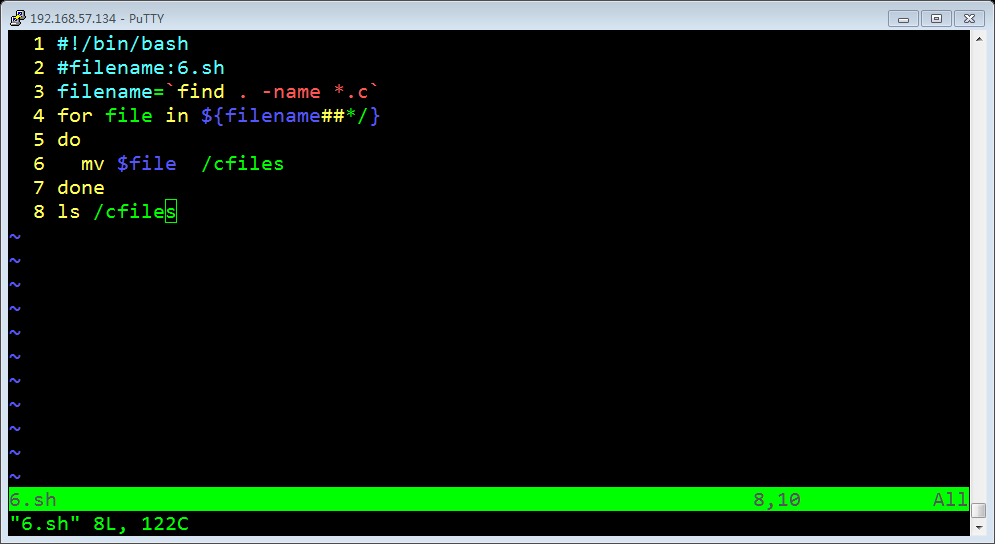 192.168.57.134 - PuTTY
1 #!/bin/bash
2 #filename:6.sh
3 filename=`find . -name *.c`
4 for file in ${filename##*/}
5 do
6   mv $file  /cfiles
7 done
8 ls /cfiles
~
~
~
~
~
~
~
~
~
~
~
6.sh 8,10 All
"6.sh" 8L, 122C